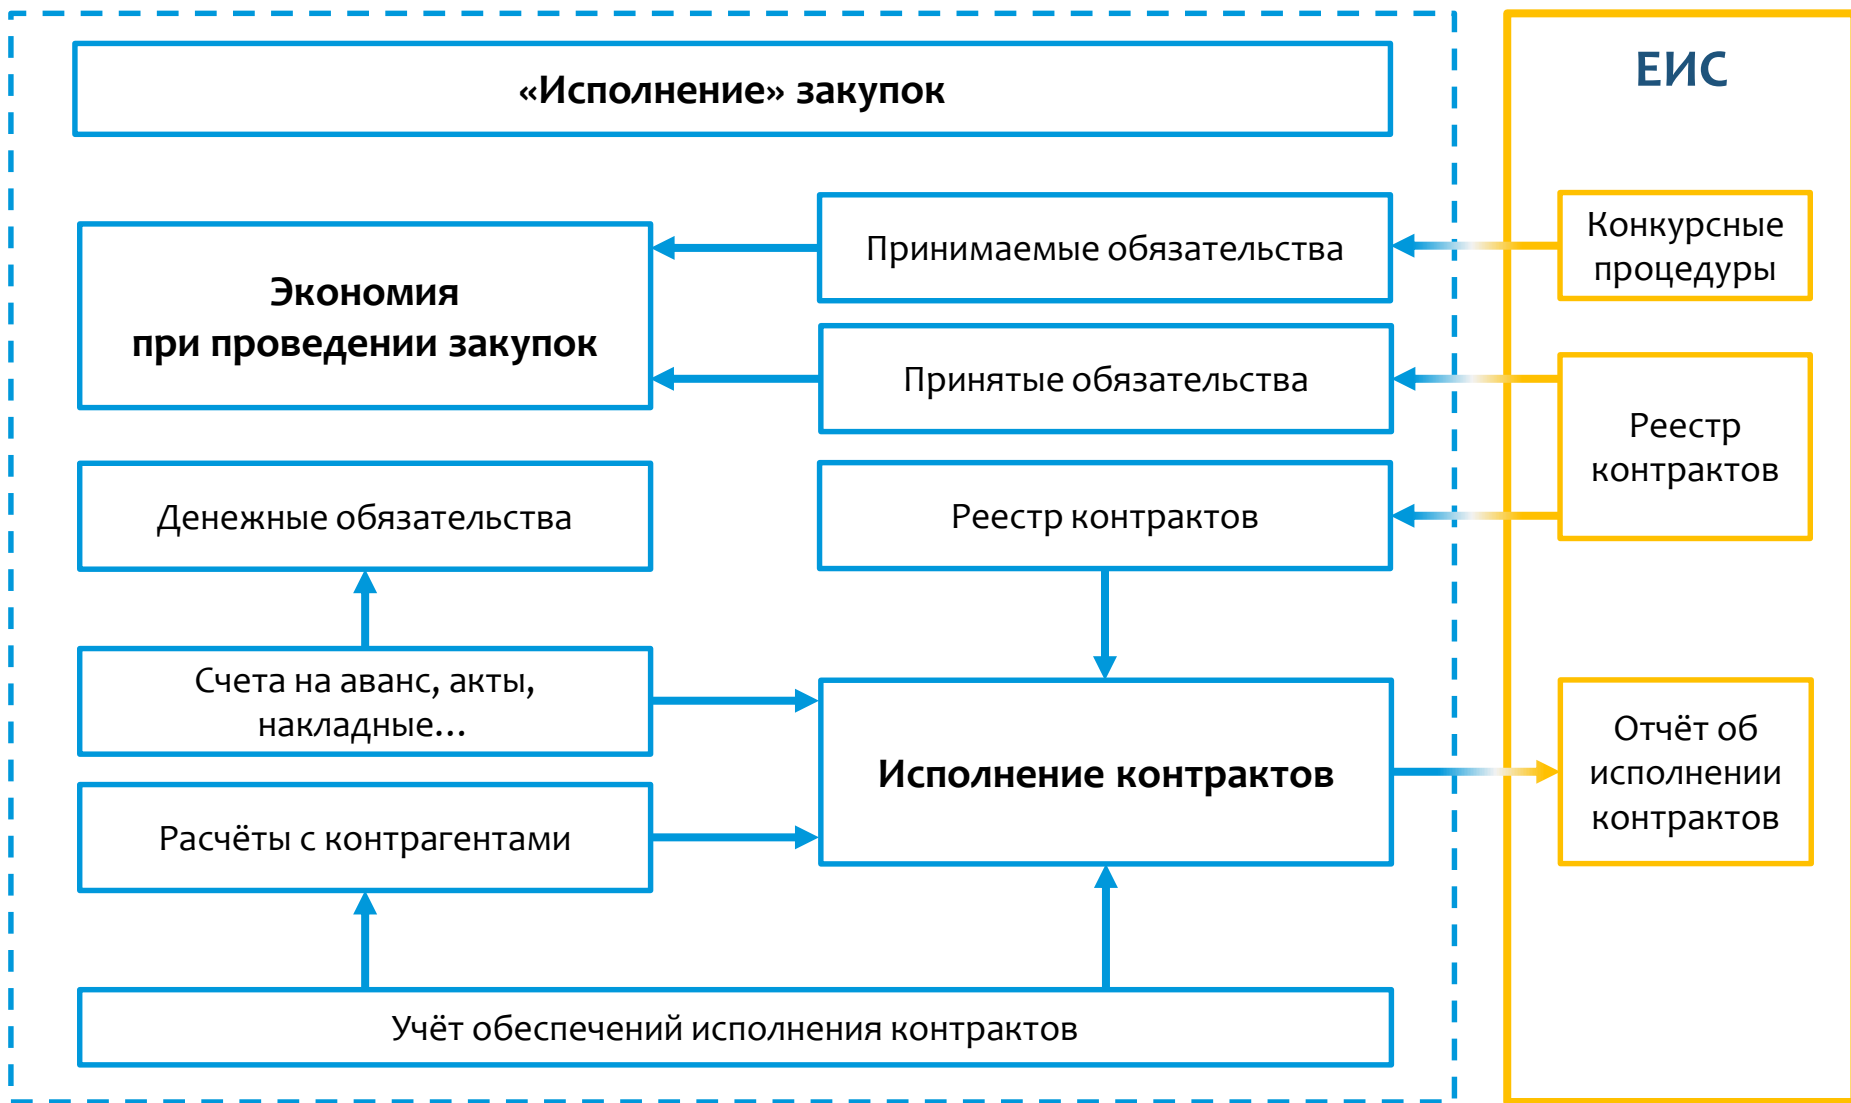 «Исполнение» закупок
ЕИС
Экономия
при проведении закупок
Принимаемые обязательства
Конкурсные
процедуры
Принятые обязательства
Реестр
контрактов
Денежные обязательства
Реестр контрактов
Счета на аванс, акты,
накладные...
Исполнение контрактов
Отчёт об
исполнении
контрактов
Расчёты с контрагентами
Учёт обеспечений исполнения контрактов